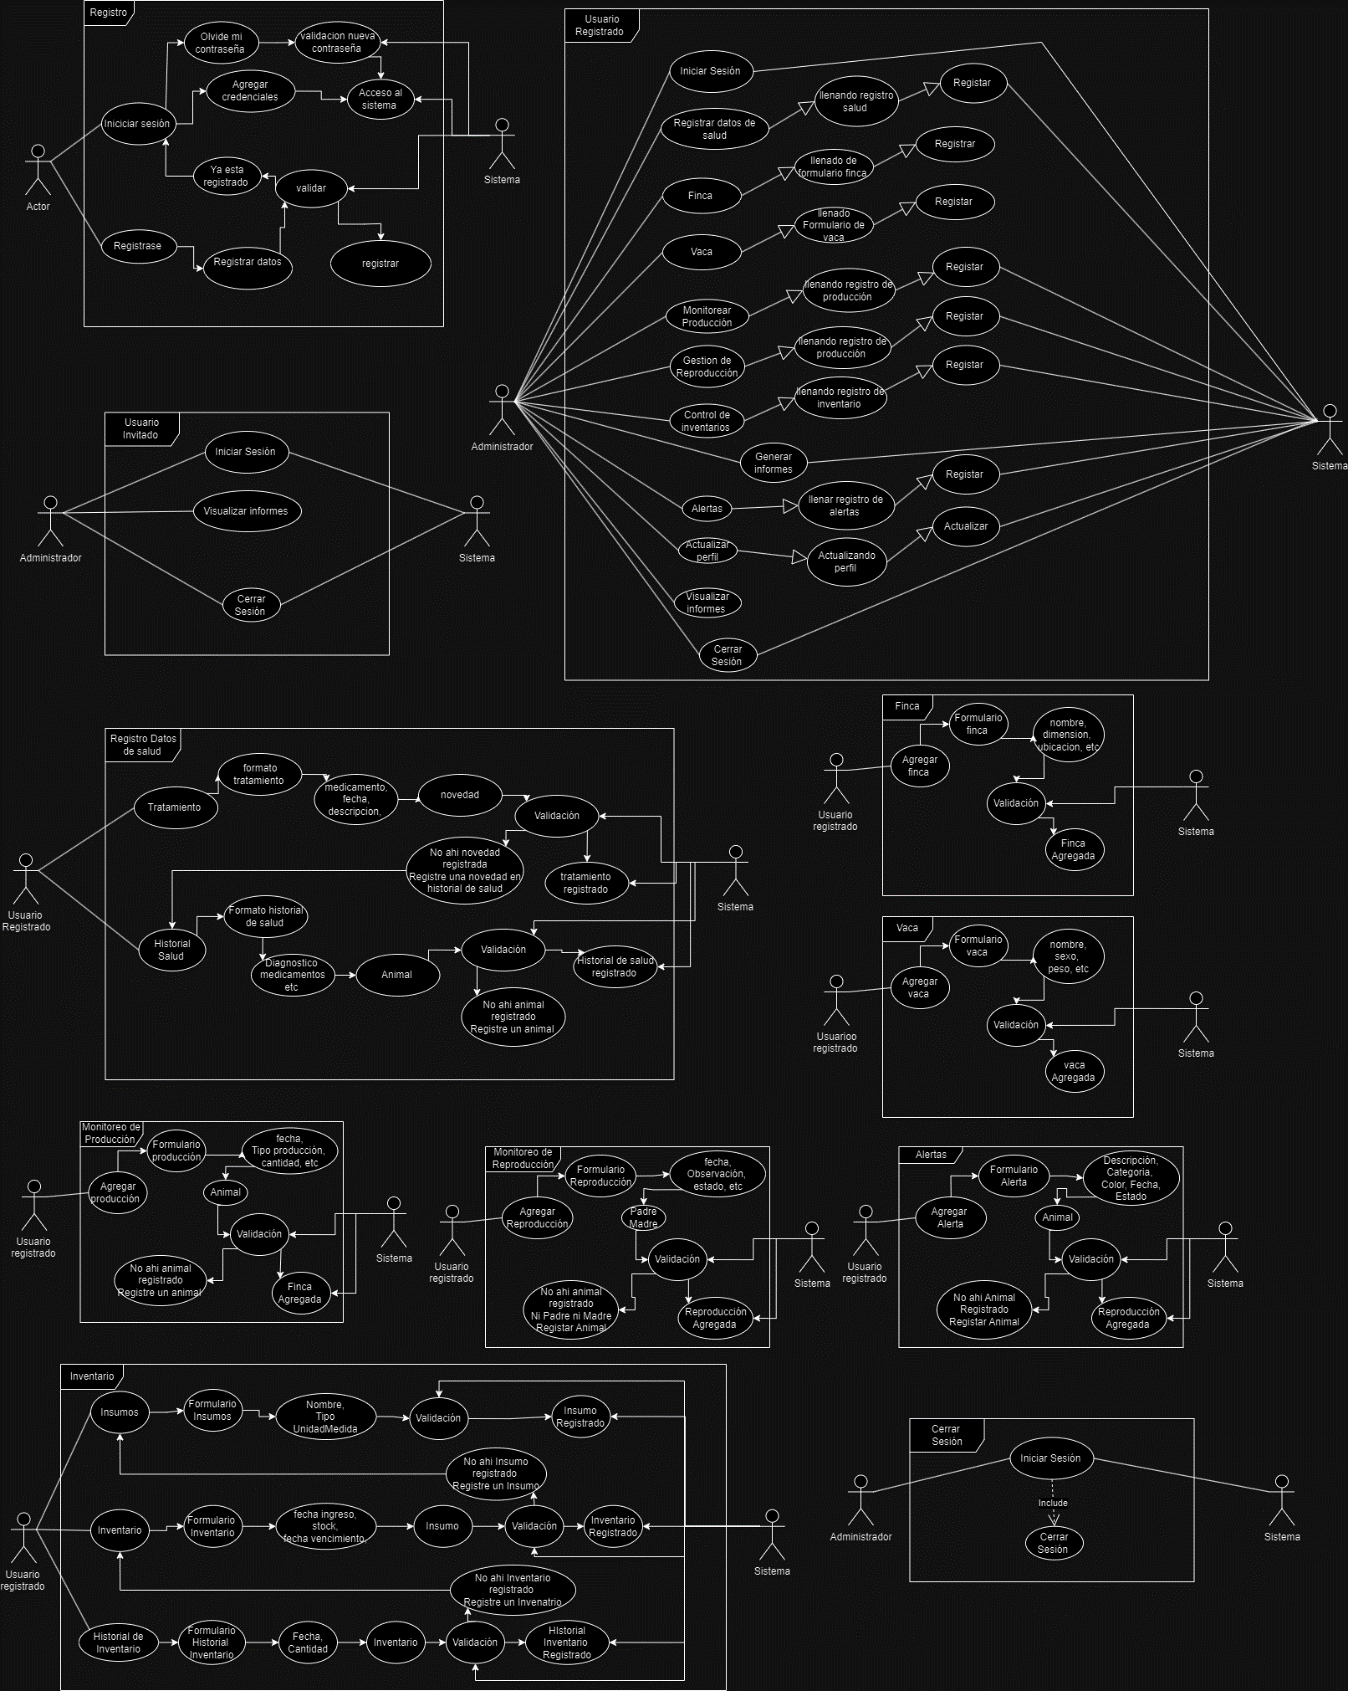 Registro
Olvide mi
contraseña
validacion nueva
contraseña
Agregar
credenciales
Acceso al
sistema
Iniciciar sesión
Ya esta
registrado
validar
Registrase
Registrar datos
registrar
Actor
Sistema
Usuario
Registrado
Iniciar Sesión
Registrar datos de
salud
llenando registro
salud
Registar
Finca
llenado de
formulario finca
Registrar
Vaca
llenado
Formulario de
vaca
Registar
Monitorear
Producción
llenando registro de
producción
Registar
Gestion de
Reproducción
llenando registro de
producción
Registar
Control de
inventarios
llenando registro de
inventario
Registar
Generar
informes
Alertas
llenar registro de
alertas
Registar
Actualizar
perfil
Actualizando
perfil
Actualizar
Visualizar
informes
Cerrar
Sesión
Administrador
Sistema
Usuario
Invitado
Iniciar Sesión
Visualizar informes
Cerrar
Sesión
Administrador
Sistema
Registro Datos
de salud
Tratamiento
formato
tratamiento
medicamento,
fecha,
descripcion,
novedad
Validación
No ahi novedad
registrada
Registre una novedad en
historial de salud
tratamiento
registrado
Historial
Salud
Formato historial
de salud
Diagnostico
medicamentos
etc
Animal
Validación
Historial de salud
registrado
No ahi animal
registrado
Registre un animal
Usuario
Registrado
Sistema
Finca
Agregar
finca
Formulario
finca
nombre,
dimension,
ubicacion, etc
Validación
Finca
Agregada
Usuario
registrado
Sistema
Vaca
Agregar
vaca
Formulario
vaca
nombre,
sexo,
peso, etc
Validación
vaca
Agregada
Usuarioo
registrado
Sistema
Monitoreo de
Producción
Agregar
producción
Formulario
producción
fecha,
Tipo producción,
cantidad, etc
Animal
Validación
No ahi animal
registrado
Registre un animal
Finca
Agregada
Usuario
registrado
Sistema
Monitoreo de
Reproducción
Agregar
Reproducción
Formulario
Reproducción
fecha,
Observación,
estado, etc
Padre
Madre
Validación
No ahi animal
registrado
Ni Padre ni Madre
Registar Animal
Reproducción
Agregada
Usuario
registrado
Sistema
Alertas
Agregar
Alerta
Formulario
Alerta
Descripción,
Categoria,
Color, Fecha,
Estado
Animal
Validación
No ahi Animal
Registrado
Registar Animal
Reproducción
Agregada
Usuario
registrado
Sistema
Inventario
Insumos
Formulario
Insumos
Nombre,
Tipo
UnidadMedida
Validación
Insumo
Registrado
No ahi Insumo
registrado
Registre un Insumo
Inventario
Formulario
Inventario
fecha ingreso,
stock,
fecha vencimiento,
Insumo
Validación
Inventario
Registrado
No ahi Inventario
registrado
Registre un Invenatrio
Historial de
Inventario
Formulario
Historial
Inventario
Fecha,
Cantidad
Inventario
Validación
HIstorial
Inventario
Registrado
Usuario
registrado
Sistema
Cerrar
Sesión
Iniciar Sesión
Include
Cerrar
Sesión
Administrador
Sistema